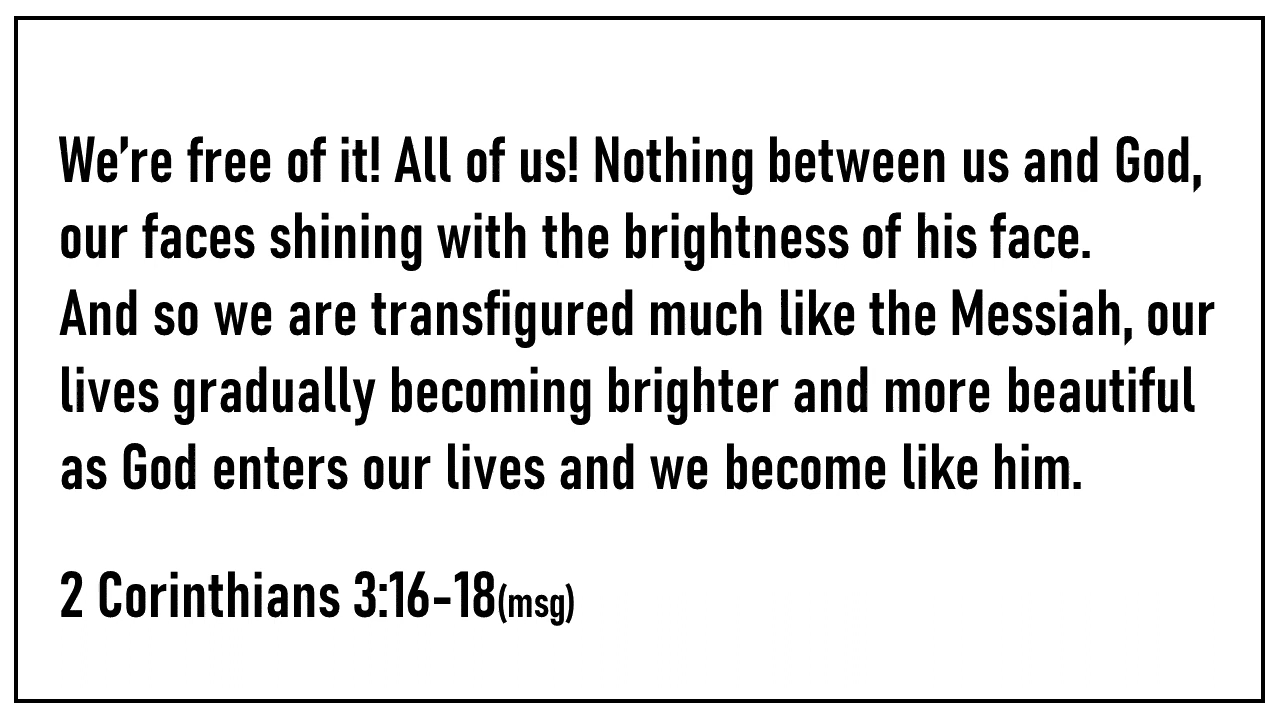 We’re free of it! All of us! Nothing between us and God,
our faces shining with the brightness of his face.
And so we are transfigured much like the Messiah, our
lives gradually becoming brighter and more beautiful
as God enters our lives and we become like him.
2 Corinthians 3:16-18(msg)